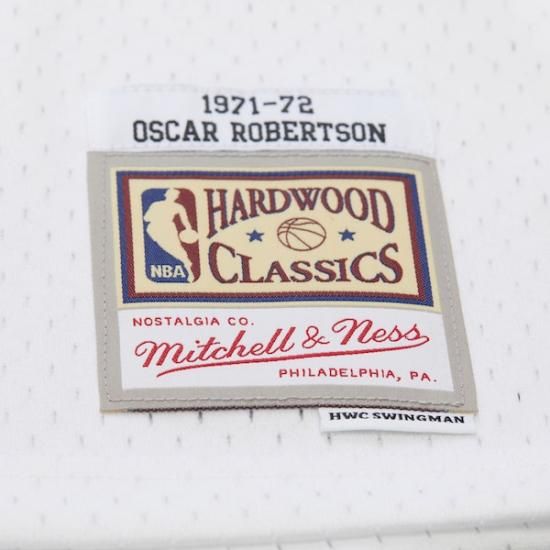 1971-72
OSCAR ROBERTSON
HARDWOOD
CLASSICS
NBA
NOSTALGIA CO.
Mitchell & Ness
PHILADELPHIA, PA.
HWC SWINGMAN